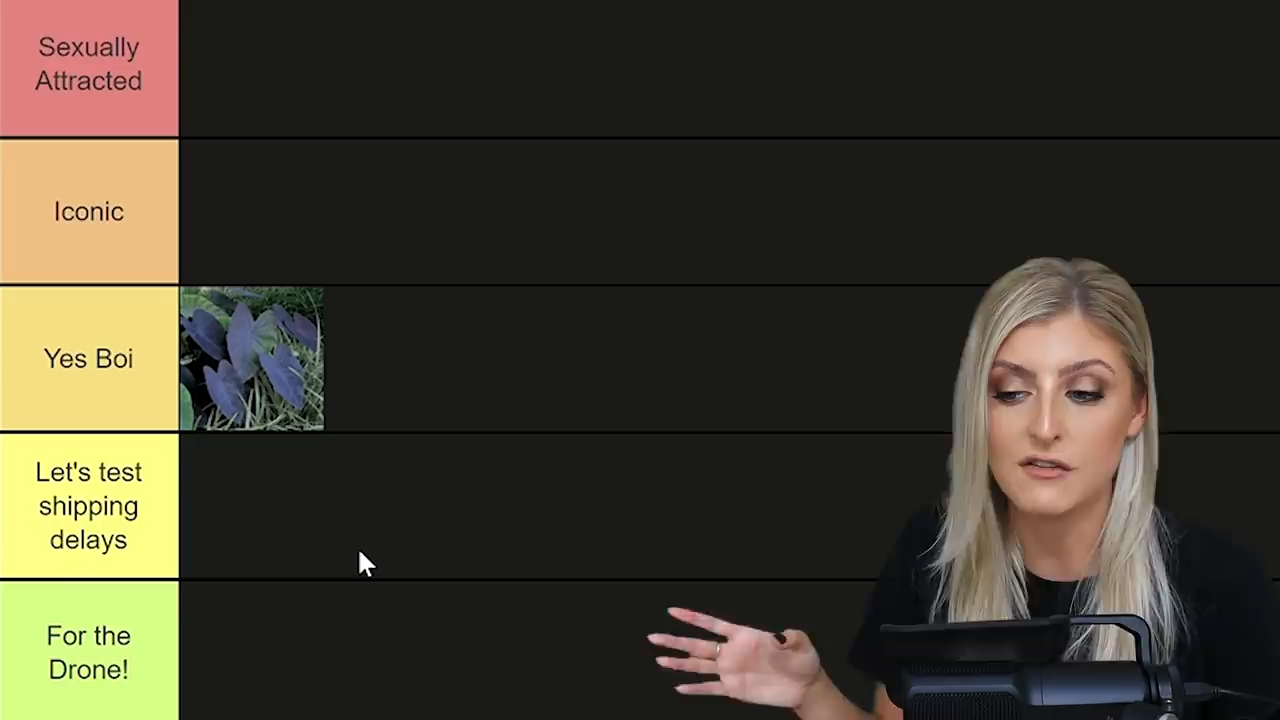 Sexually
Attracted
Iconic
Yes Boi
Let's test
shipping
delays
For the
Drone!